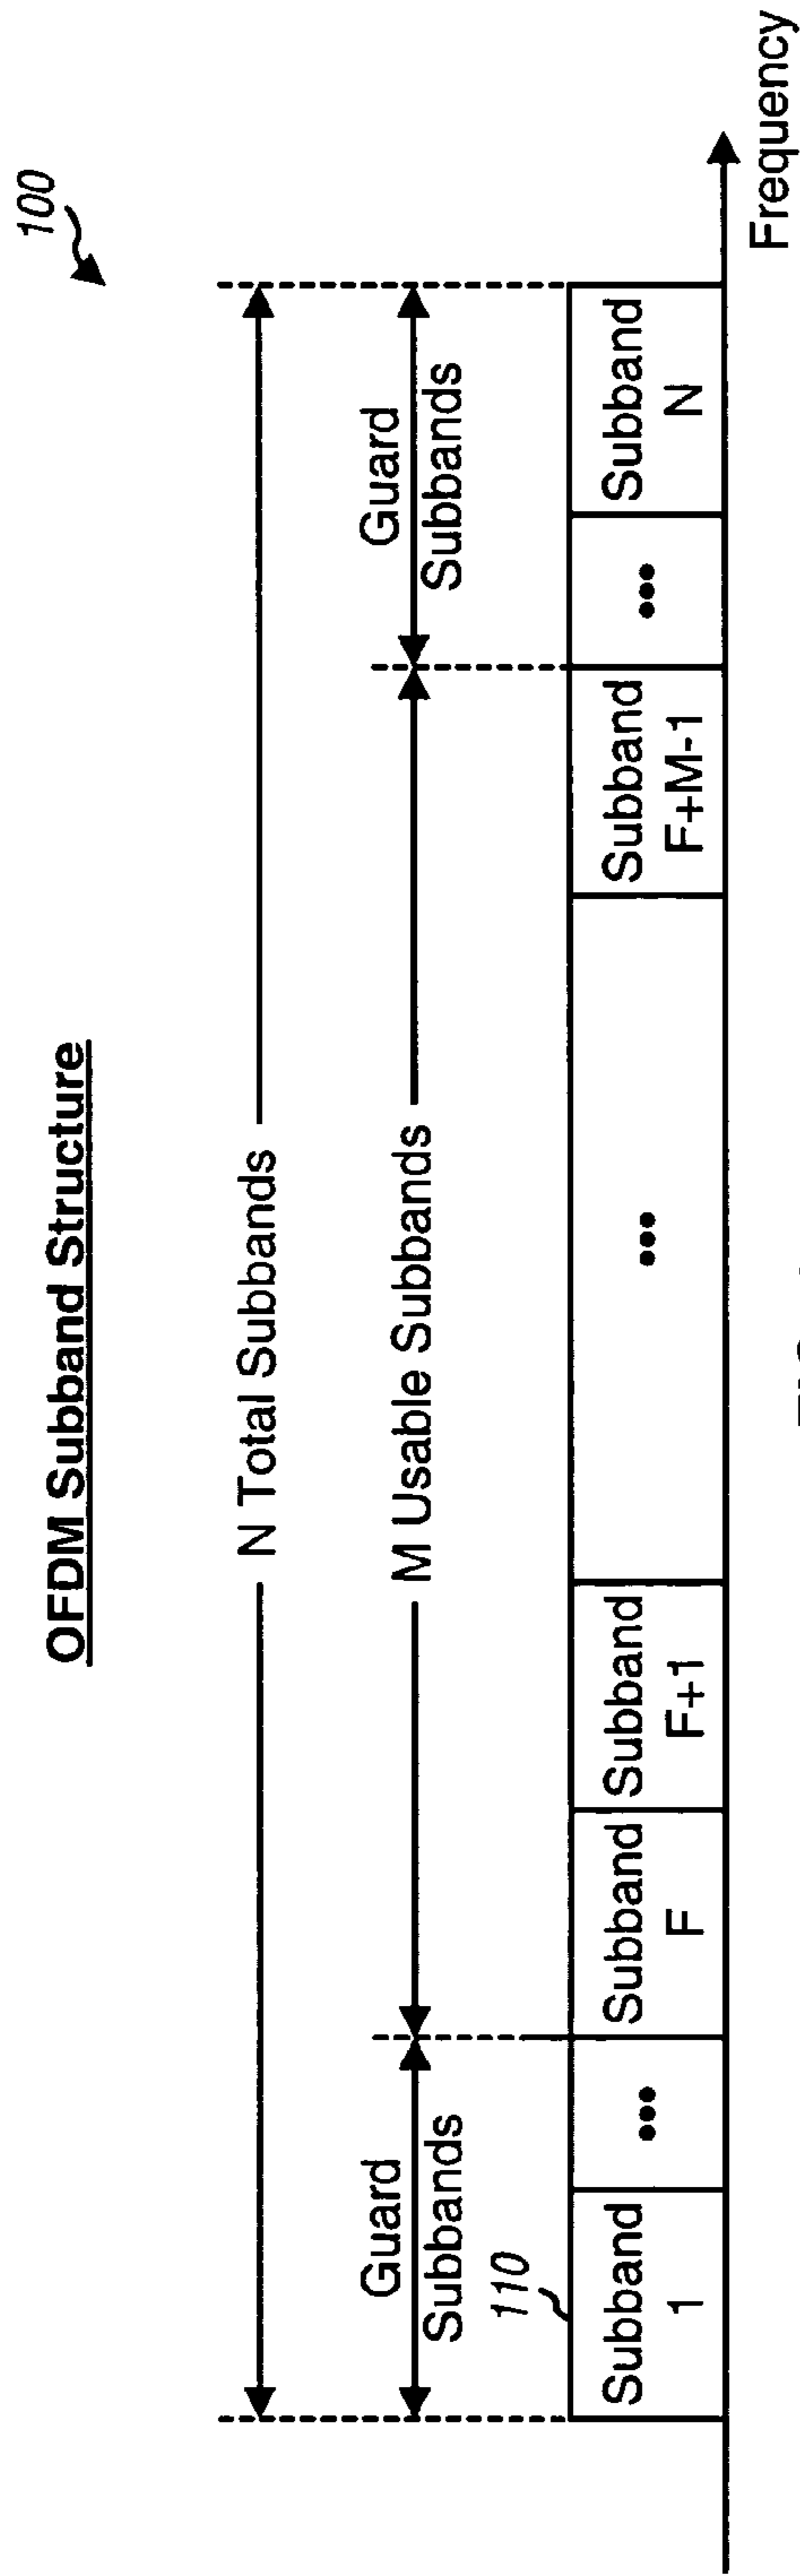 OFDM Subband Structure
100
N Total Subbands
Guard
Subbands
M Usable Subbands
Guard
Subbands
110
Subband
1
•••
Subband
F
Subband
F+1
•••
Subband
F+M-1
•••
Subband
N
Frequency